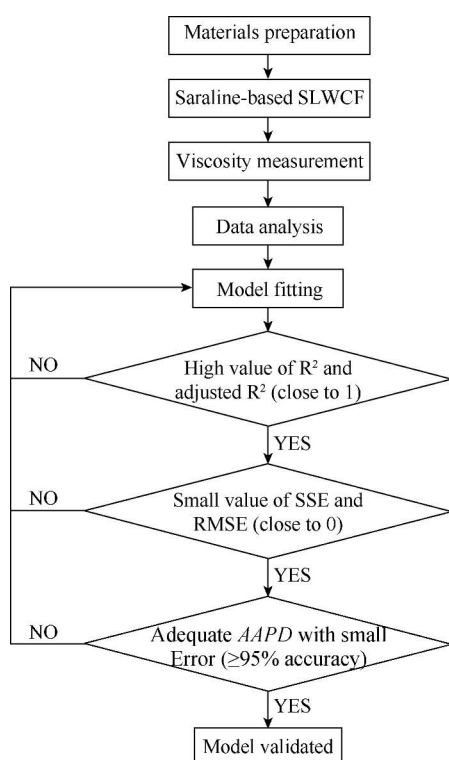 Materials preparation
Saraline-based SLWCF
Viscosity measurement
Data analysis
Model fitting
NO
High value of R² and
adjusted R² (close to 1)
YES
NO
Small value of SSE and
RMSE (close to 0)
YES
NO
Adequate AAPD with small
Error (≥95% accuracy)
YES
Model validated